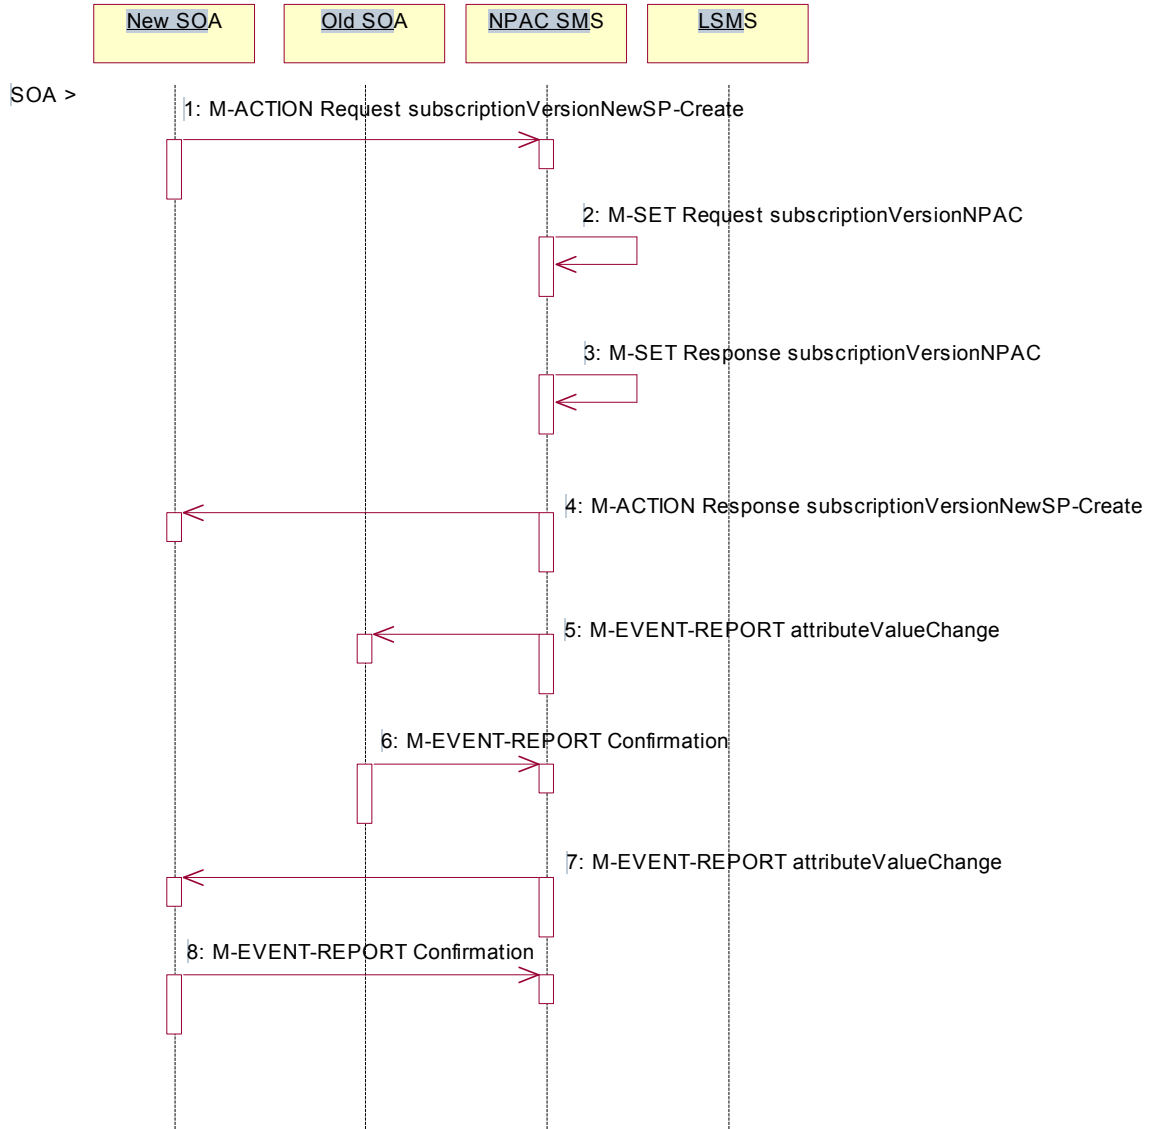 New SOA
Old SOA
NPAC SMS
LSMS
SOA >
1: M-ACTION Request subscriptionVersionNewSP-Create
2: M-SET Request subscriptionVersionNPAC
3: M-SET Response subscriptionVersionNPAC
4: M-ACTION Response subscriptionVersionNewSP-Create
5: M-EVENT-REPORT attributeValueChange
6: M-EVENT-REPORT Confirmation
7: M-EVENT-REPORT attributeValueChange
8: M-EVENT-REPORT Confirmation